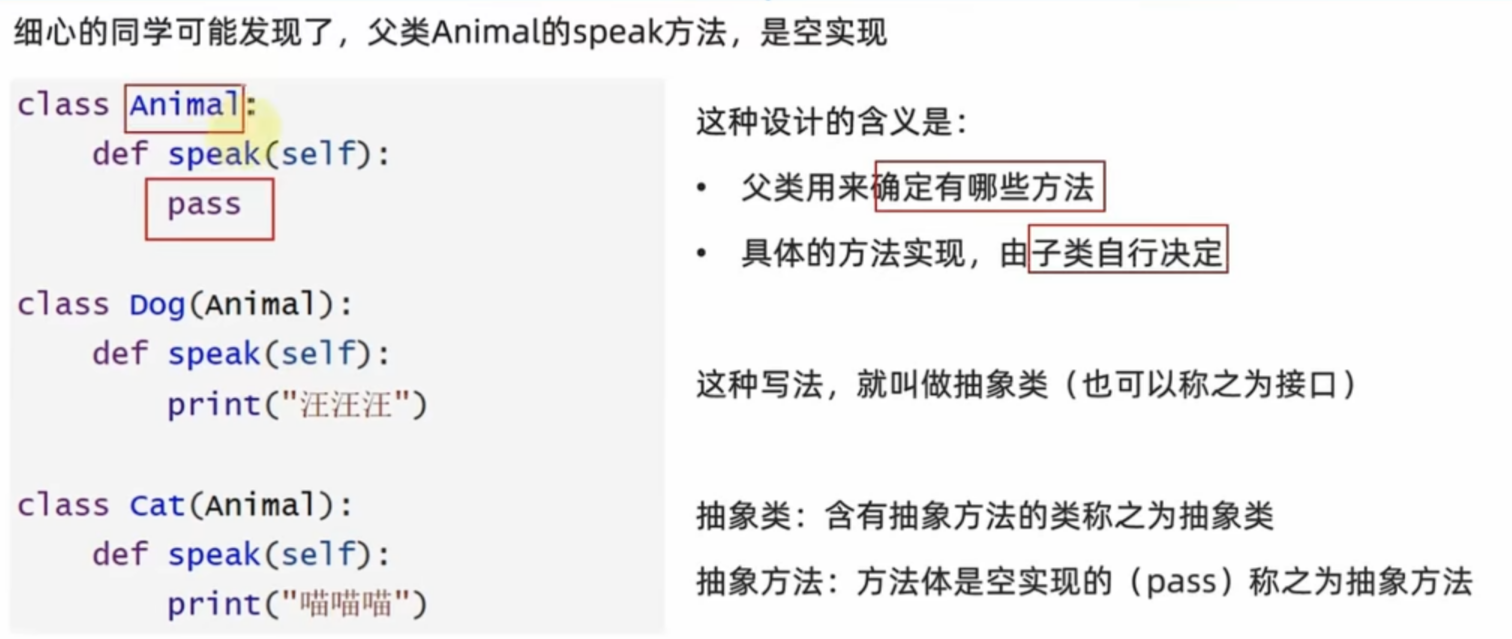 细心的同学可能发现了，父类Animal的speak方法，是空实现
class Animal:
    def speak(self):
        pass
class Dog(Animal):
    def speak(self):
        print("汪汪汪")
class Cat(Animal):
    def speak(self):
        print("喵喵喵")
这种设计的含义是：
• 父类用来确定有哪些方法
• 具体的方法实现，由子类自行决定
这种写法，就叫做抽象类（也可以称之为接口）
抽象类：含有抽象方法的类称之为抽象类
抽象方法：方法体是空实现的（pass）称之为抽象方法